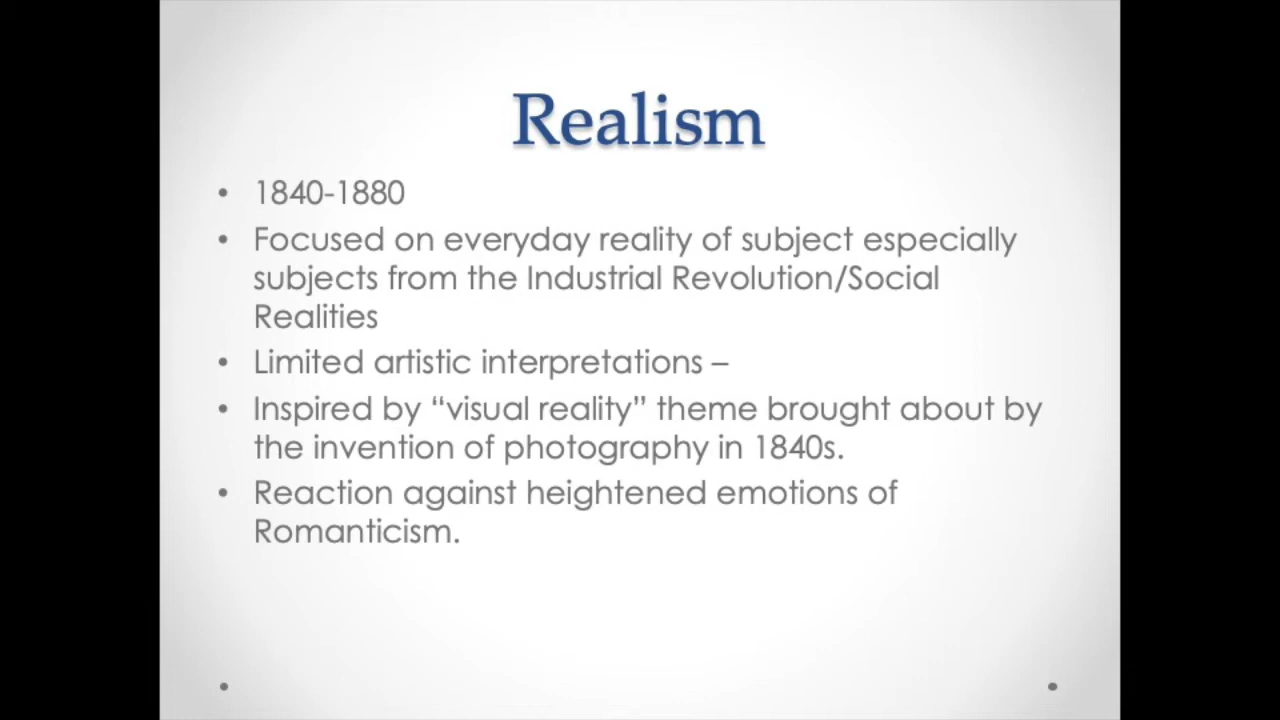 Realism
• 1840-1880
• Focused on everyday reality of subject especially
subjects from the Industrial Revolution/Social
Realities
• Limited artistic interpretations –
• Inspired by “visual reality” theme brought about by
the invention of photography in 1840s.
• Reaction against heightened emotions of
Romanticism.